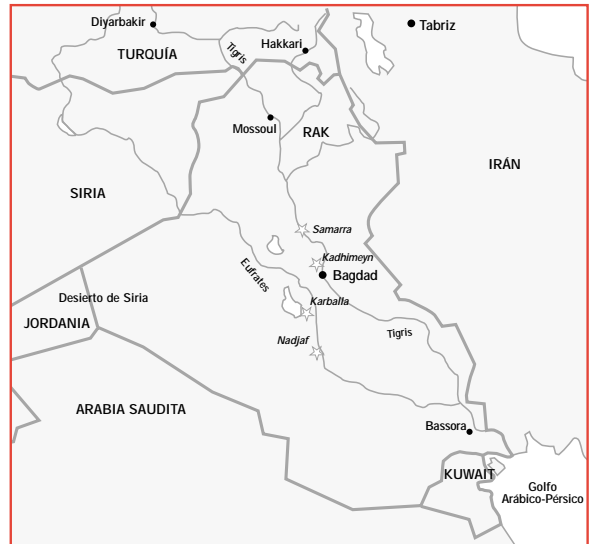 Diyarbakir
Tabriz
Hakkari
Tigris
TURQUÍA
Mossoul
RAK
IRÁN
SIRIA
Samarra
Kadhimeyn
Bagdad
Eufrates
Desierto de Siria
Karballa
JORDANIA
Tigris
Nadjaf
ARABIA SAUDITA
Bassora
KUWAIT
Golfo
Arábico-Pérsico